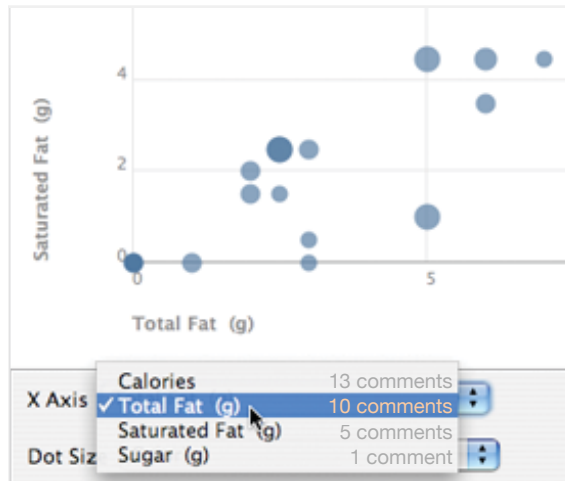 4
2
0
Saturated Fat (g)
0 5
Total Fat (g)
X Axis
Calories 13 comments
✓ Total Fat (g) 10 comments
Saturated Fat (g) 5 comments
Dot Siz
Sugar (g) 1 comment